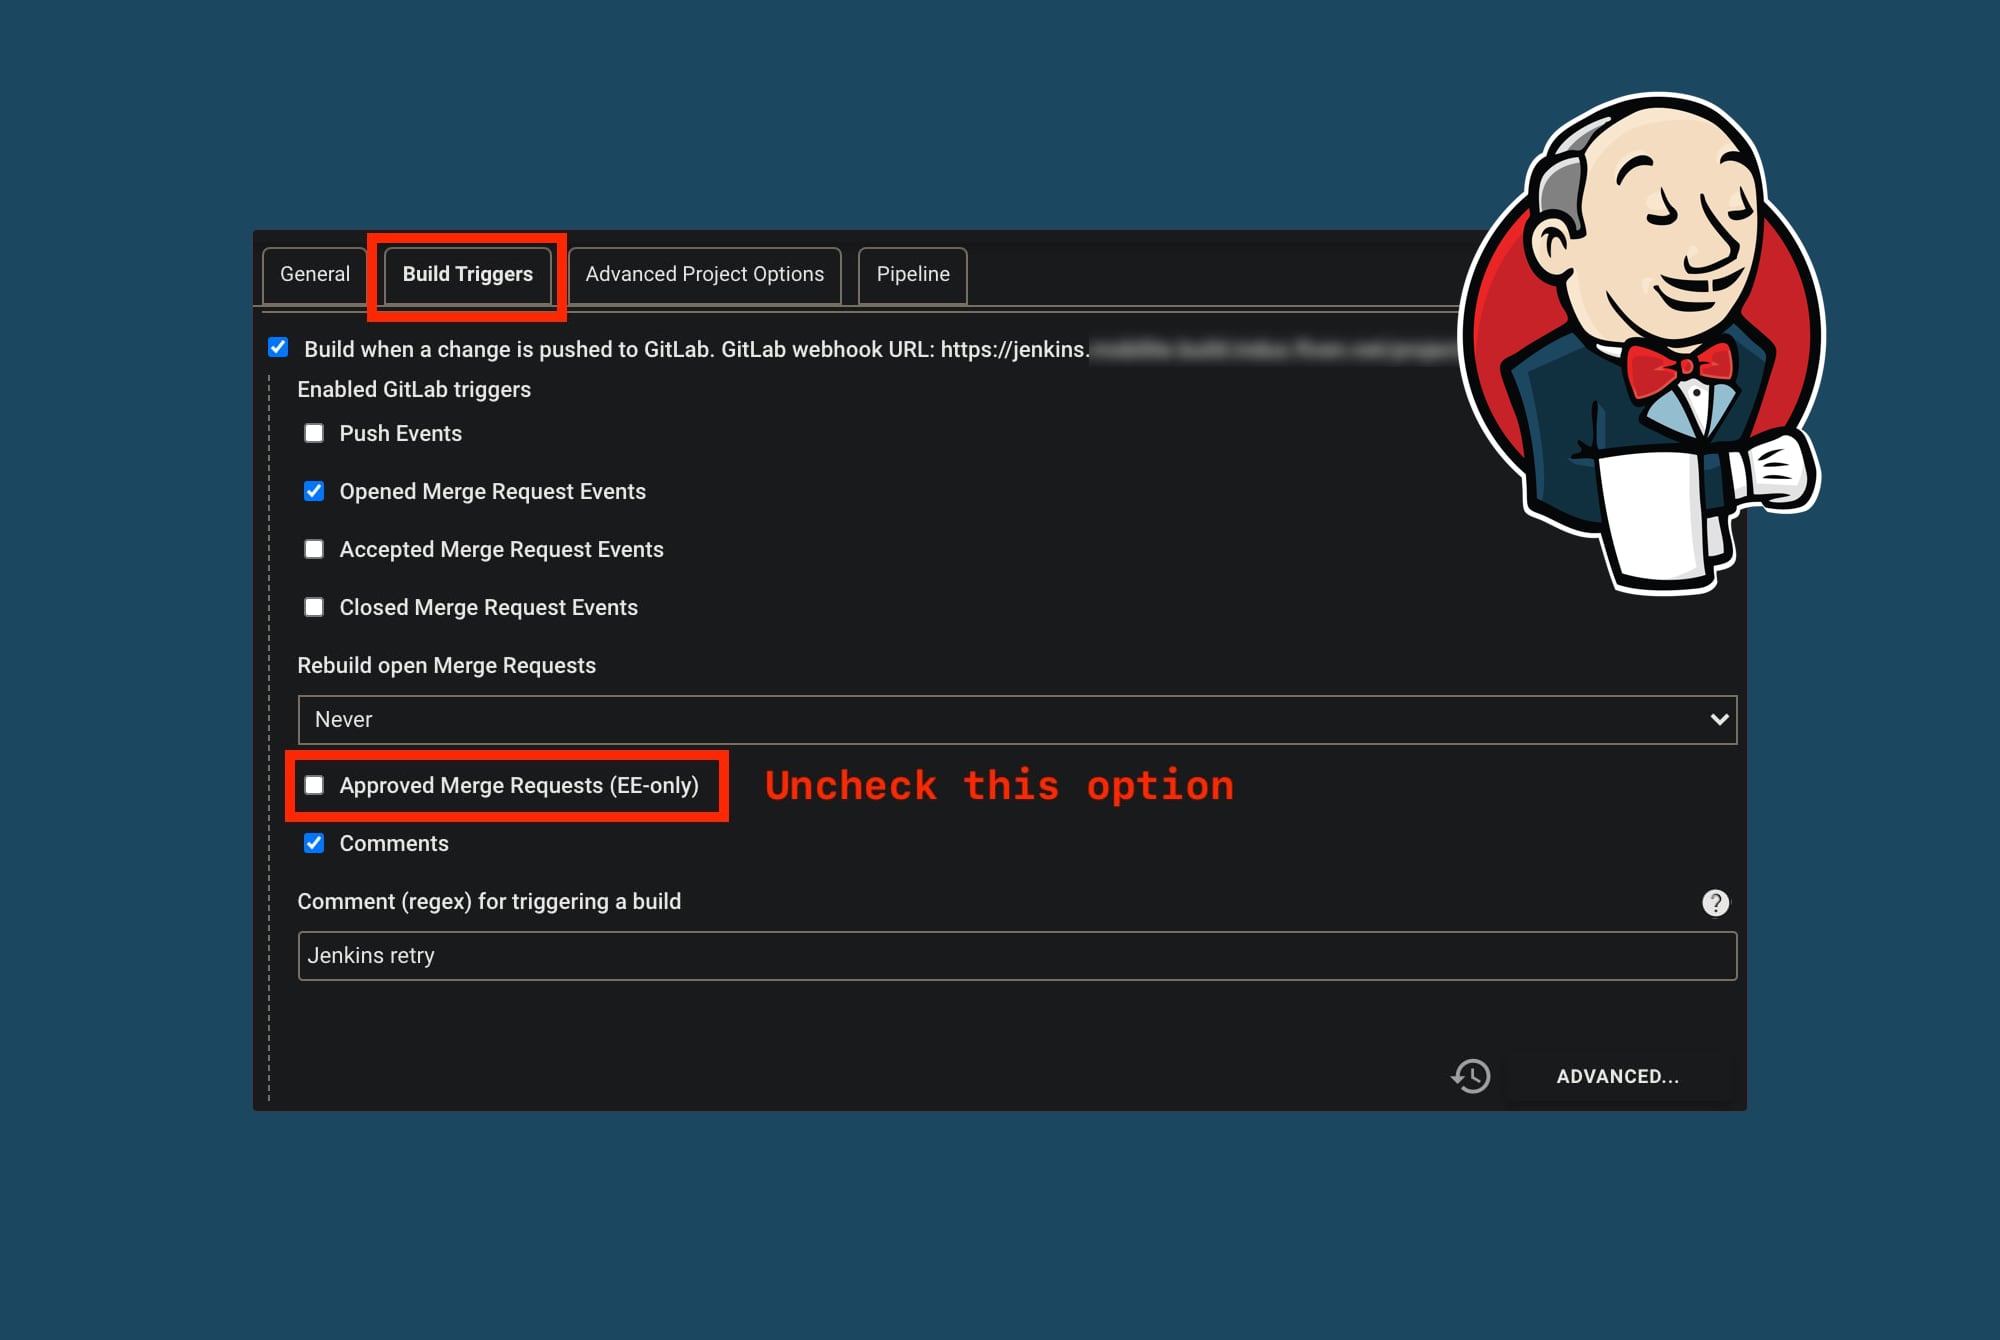 General
Build Triggers
Advanced Project Options
Pipeline
Build when a change is pushed to GitLab. GitLab webhook URL: https://jenkins.
Enabled GitLab triggers
Push Events
Opened Merge Request Events
Accepted Merge Request Events
Closed Merge Request Events
Rebuild open Merge Requests
Never
Approved Merge Requests (EE-only)
Uncheck this option
Comments
Comment (regex) for triggering a build
?
Jenkins retry
ADVANCED...